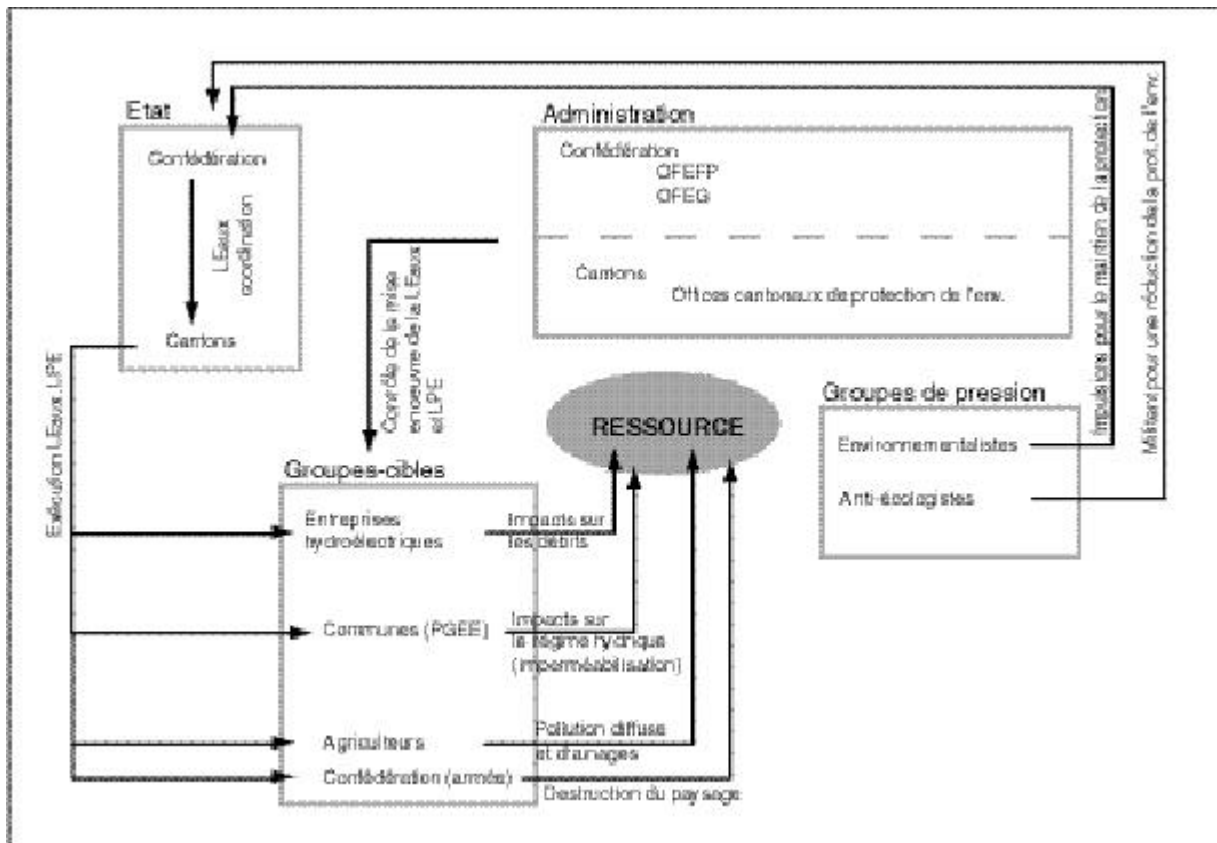 Etat
Confédération
LEaux
coordination
Cantons
Exécution LEaux, LPE
Administration
Confédération
OFEFP
OFEG
Cantons
Offices cantonaux de protection de l'env.
Contrôle de la mise
en oeuvre de la LEaux
et LPE
RESSOURCE
Groupes de pression
Environnementalistes
Anti-écologistes
Impulsions pour le maintien de la protection
Militent pour une réduction de la prot. de l'env.
Groupes-cibles
Entreprises
hydroélectriques
Impacts sur
les débits
Communes (PGEE)
Impacts sur
le régime hydrique
(imperméabilisation)
Agriculteurs
Pollution diffuse
et drainages
Confédération (armée)
Destruction du paysage